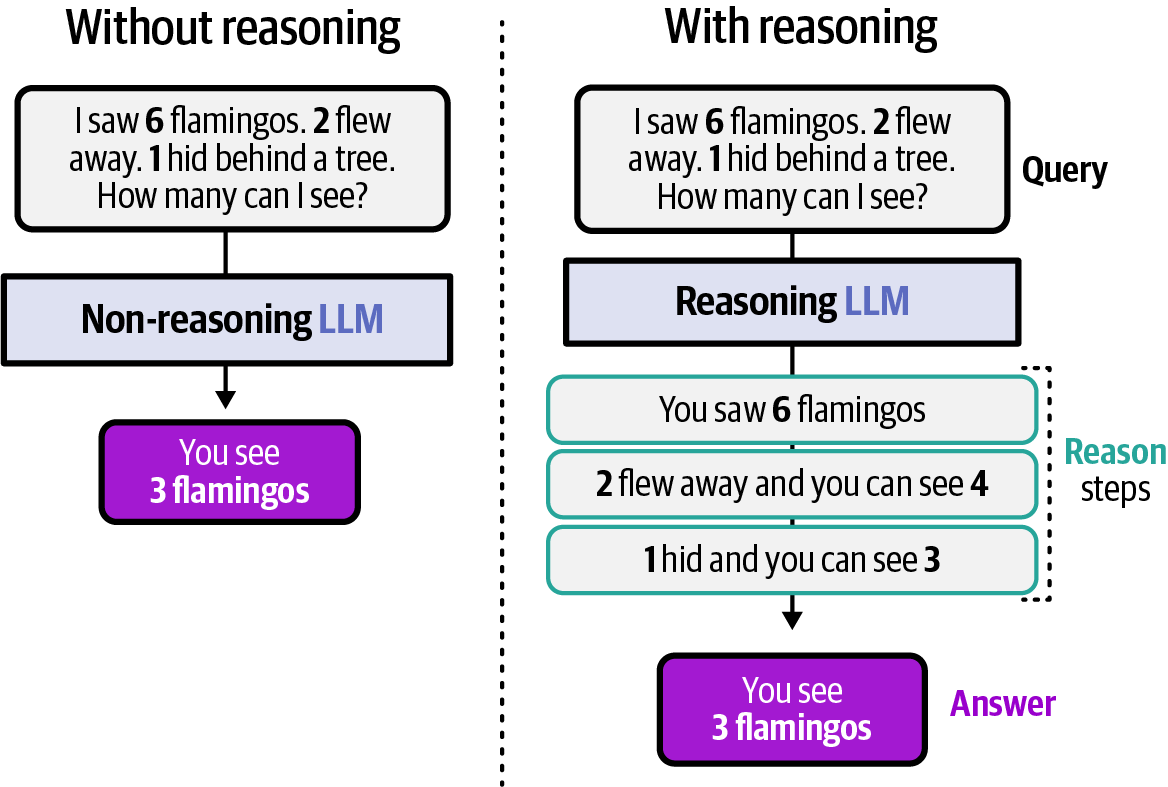 Without reasoning
I saw 6 flamingos. 2 flew
away. 1 hid behind a tree.
How many can I see?
Non-reasoning LLM
You see
3 flamingos
With reasoning
I saw 6 flamingos. 2 flew
away. 1 hid behind a tree.
How many can I see?
Query
Reasoning LLM
You saw 6 flamingos
2 flew away and you can see 4
1 hid and you can see 3
Reason
steps
You see
3 flamingos
Answer